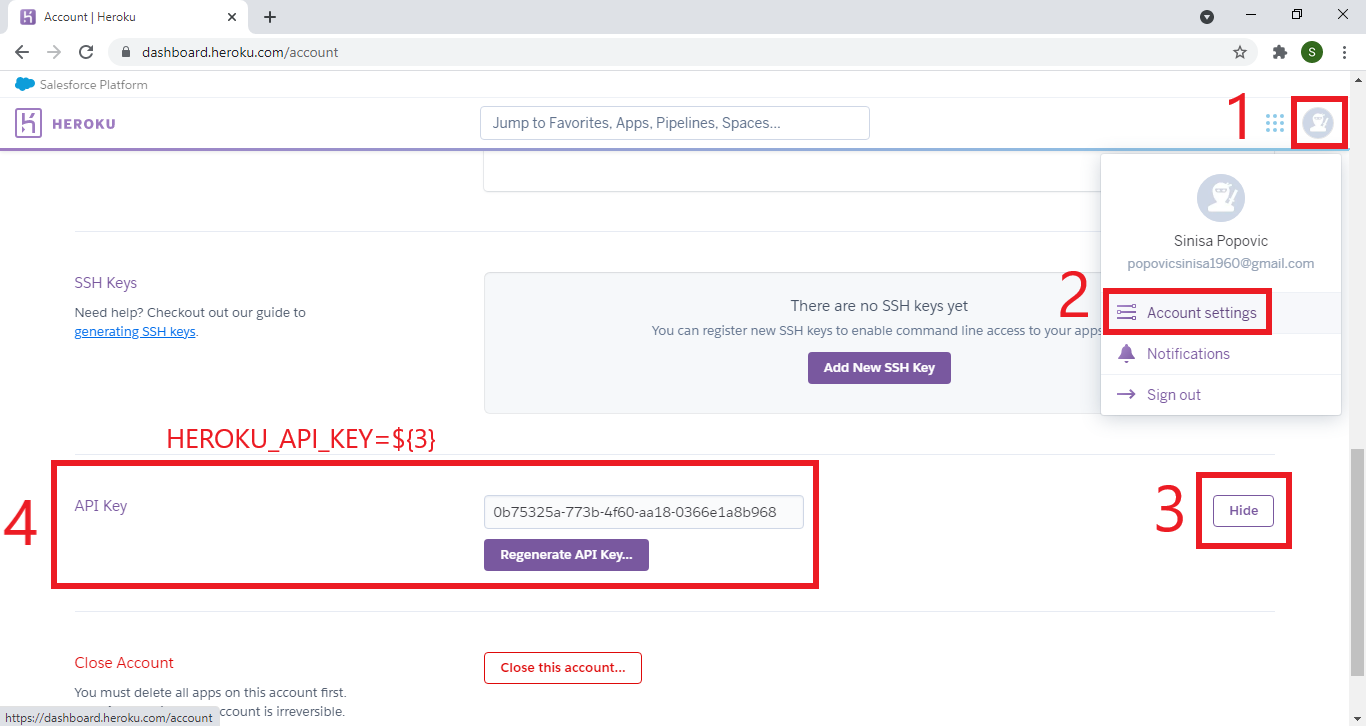 Account | Heroku
dashboard.heroku.com/account
S
Salesforce Platform
HEROKU
Jump to Favorites, Apps, Pipelines, Spaces...
1
Sinisa Popovic
popovicsinisa1960@gmail.com
2
Account settings
Notifications
Sign out
SSH Keys
Need help? Checkout out our guide to
generating SSH keys.
There are no SSH keys yet
You can register new SSH keys to enable command line access to your apps
Add New SSH Key
HEROKU_API_KEY=${3}
4
API Key
0b75325a-773b-4f60-aa18-0366e1a8b968
Regenerate API Key...
3
Hide
Close Account
You must delete all apps on this account first.
ccount is irreversible.
Close this account...
https://dashboard.heroku.com/account